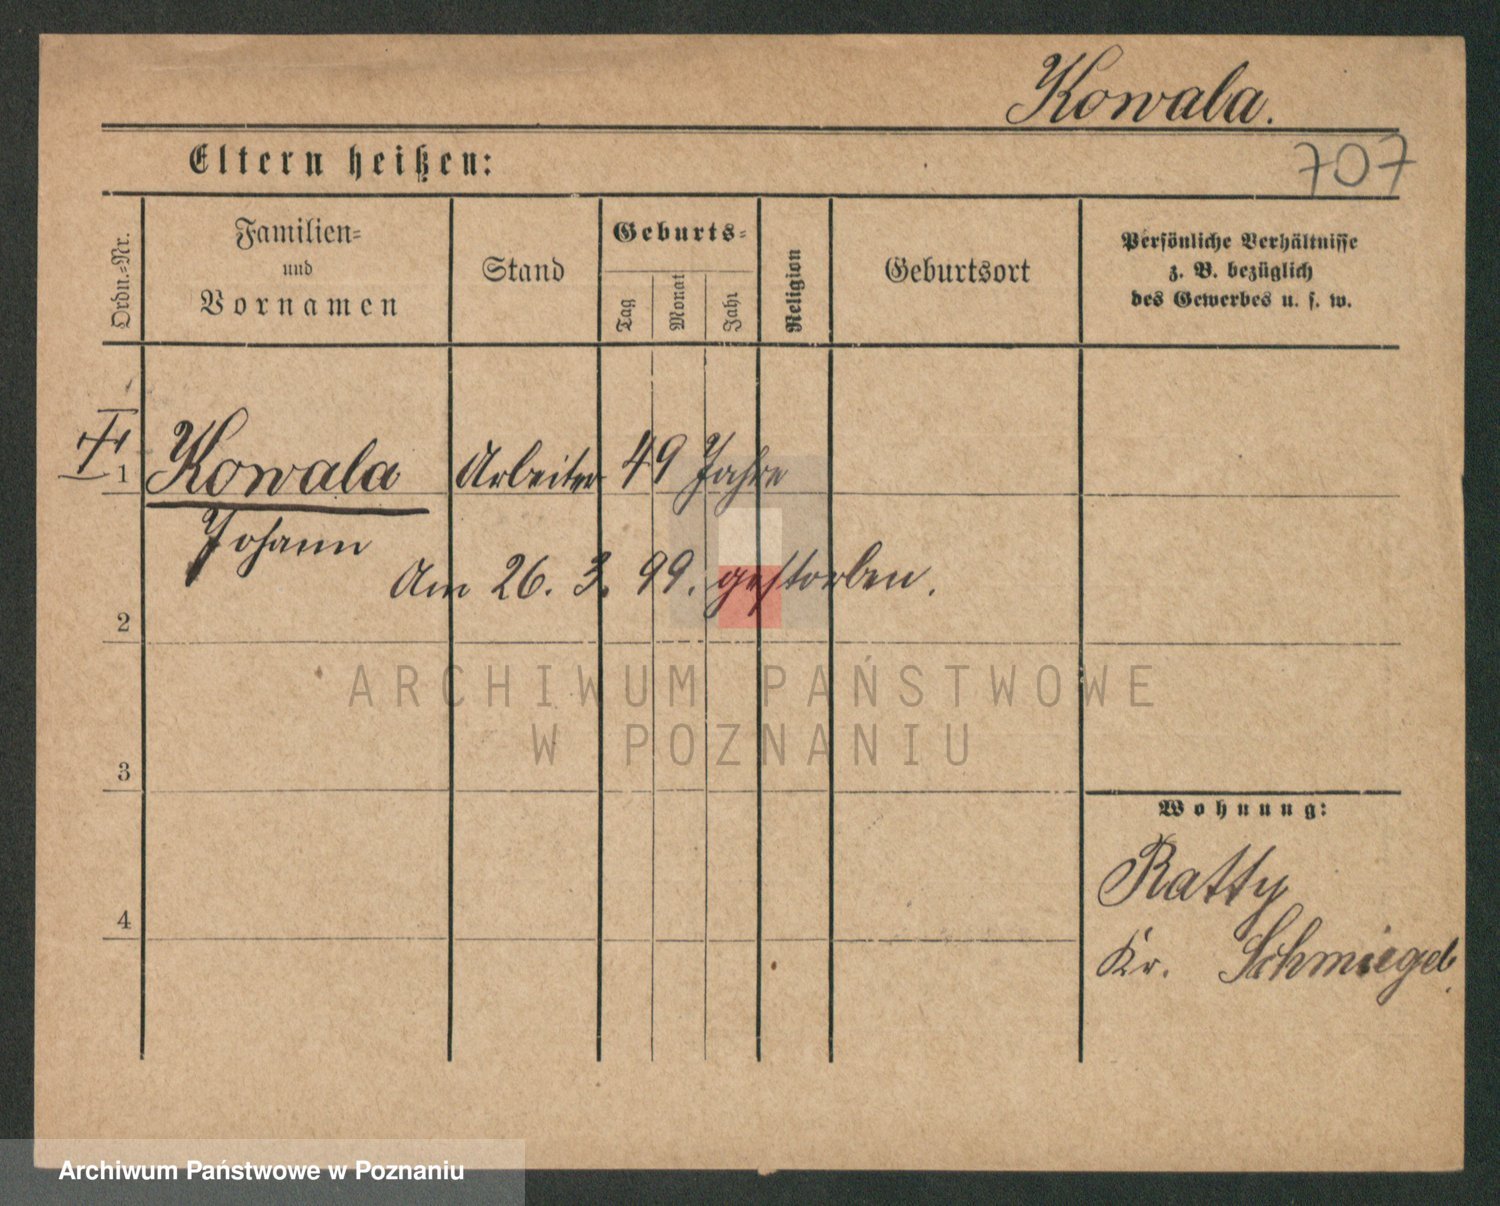 Kowala.
Eltern heißen:
707
Ordn.-Nr.
Familien-
und
Vornamen
Stand
Geburts-
Tag
Monat
Jahr
Religion
Geburtsort
Persönliche Verhältnisse
z. B. bezüglich
des Gewerbes u. s. w.
1
Kowala Arbeiter 49 Jahre
Johann
Am 26. 3. 99. gestorben.
2
ARCHIWUM PAŃSTWOWE
W POZNANIU
3
Wohnung:
Ratty
4
Kr. Schmiegel.
Archiwum Państwowe w Poznaniu